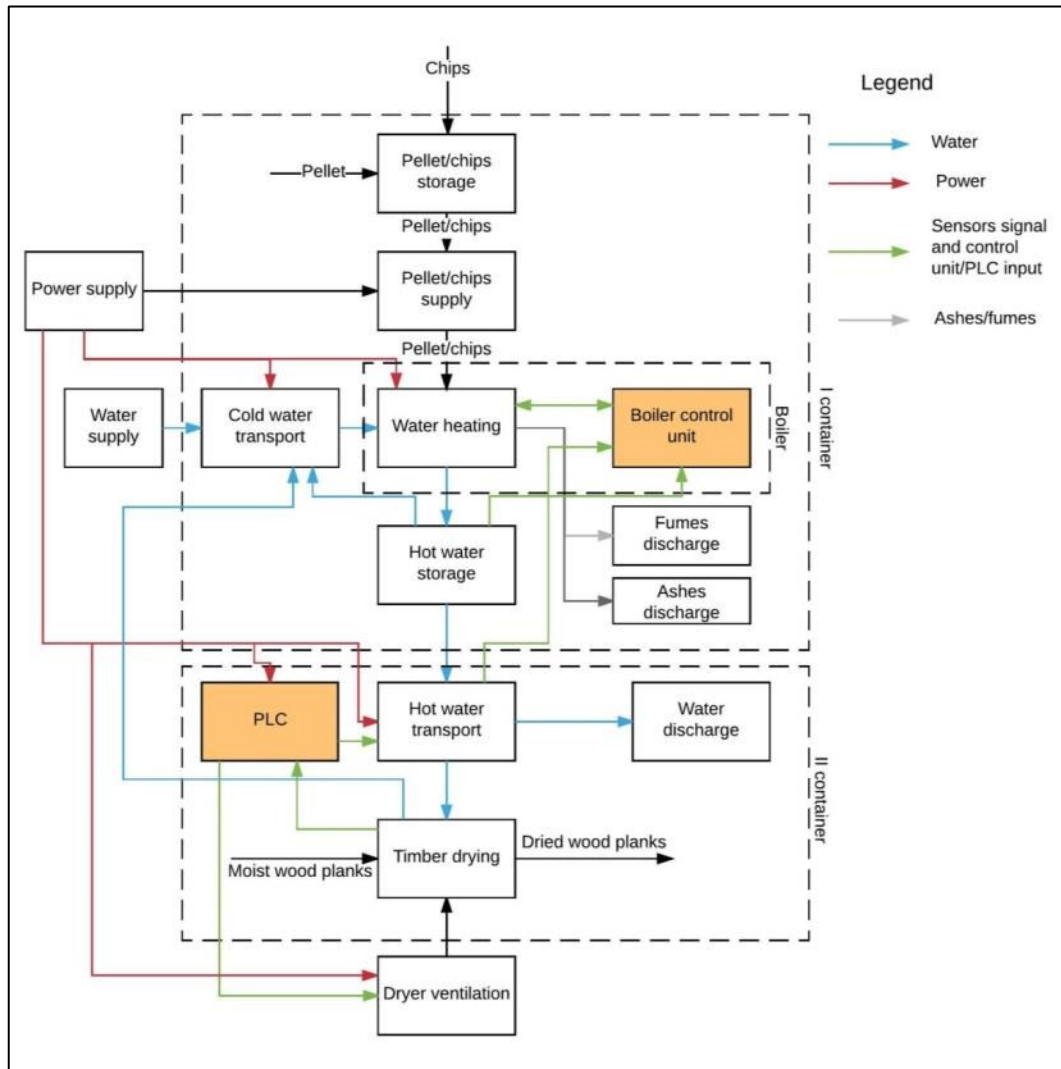 Chips
Legend
Pellet/chips
storage
Pellet
Water
Power
Sensors signal
and control
unit/PLC input
Ashes/fumes
Pellet/chips
Power supply
Pellet/chips
supply
Pellet/chips
Water
supply
Cold water
transport
Water heating
Boiler control
unit
Boiler
I container
Hot water
storage
Fumes
discharge
Ashes
discharge
PLC
Hot water
transport
Water
discharge
II container
Moist wood planks
Timber drying
Dried wood planks
Dryer ventilation